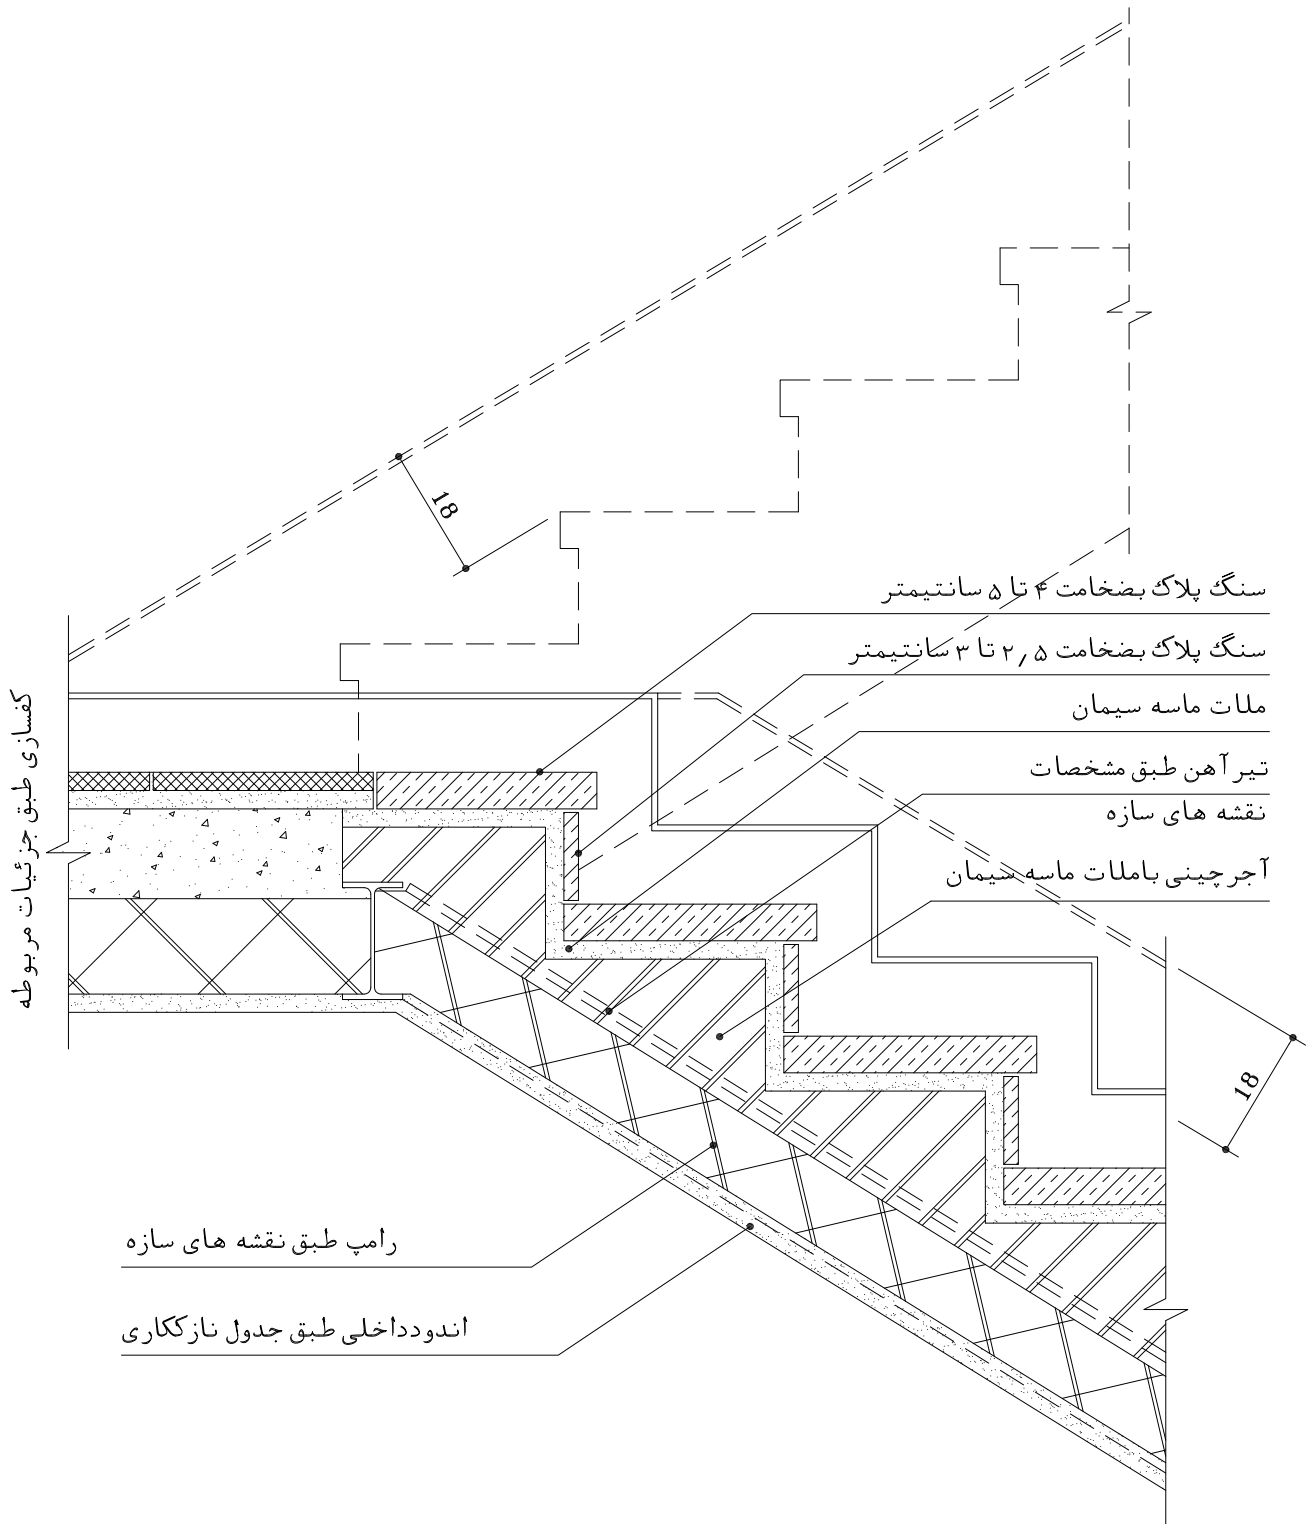 18
سنگ پلاک بضخامت ۴ تا ۵ سانتیمتر
سنگ پلاک بضخامت ۲٫۵ تا ۳ سانتیمتر
ملات ماسه سیمان
تیرآهن طبق مشخصات
نقشه های سازه
آجرچینی باملات ماسه سیمان
کفسازی طبق جزئیات مربوطه
18
رامپ طبق نقشه های سازه
اندودداخلی طبق جدول نازککاری